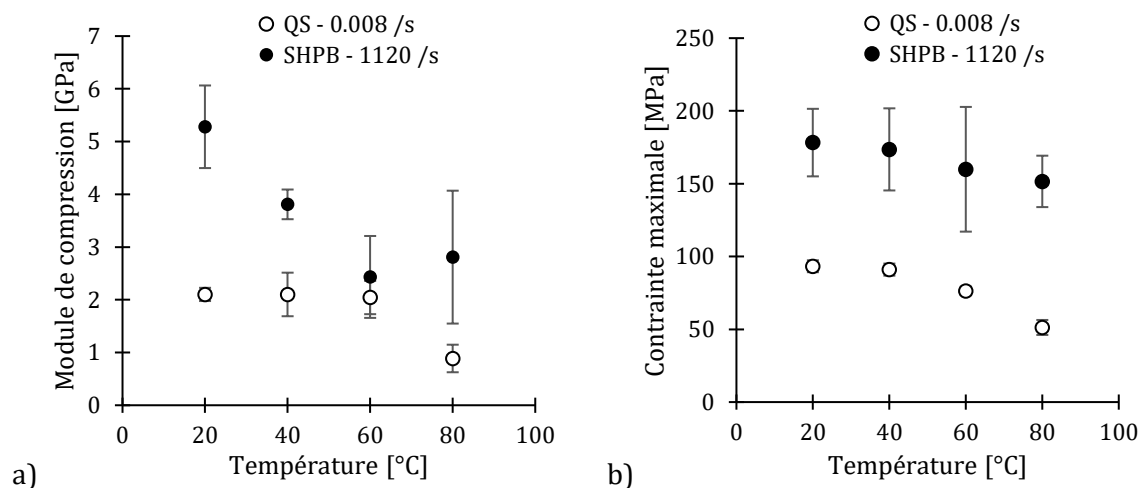 QS - 0.008 /s
SHPB - 1120 /s
7
6
5
4
3
2
1
0
Module de compression [GPa]
0
20
40
60
80
100
Température [°C]
a)
QS - 0.008 /s
SHPB - 1120 /s
250
200
150
100
50
0
Contrainte maximale [MPa]
0
20
40
60
80
100
Température [°C]
b)